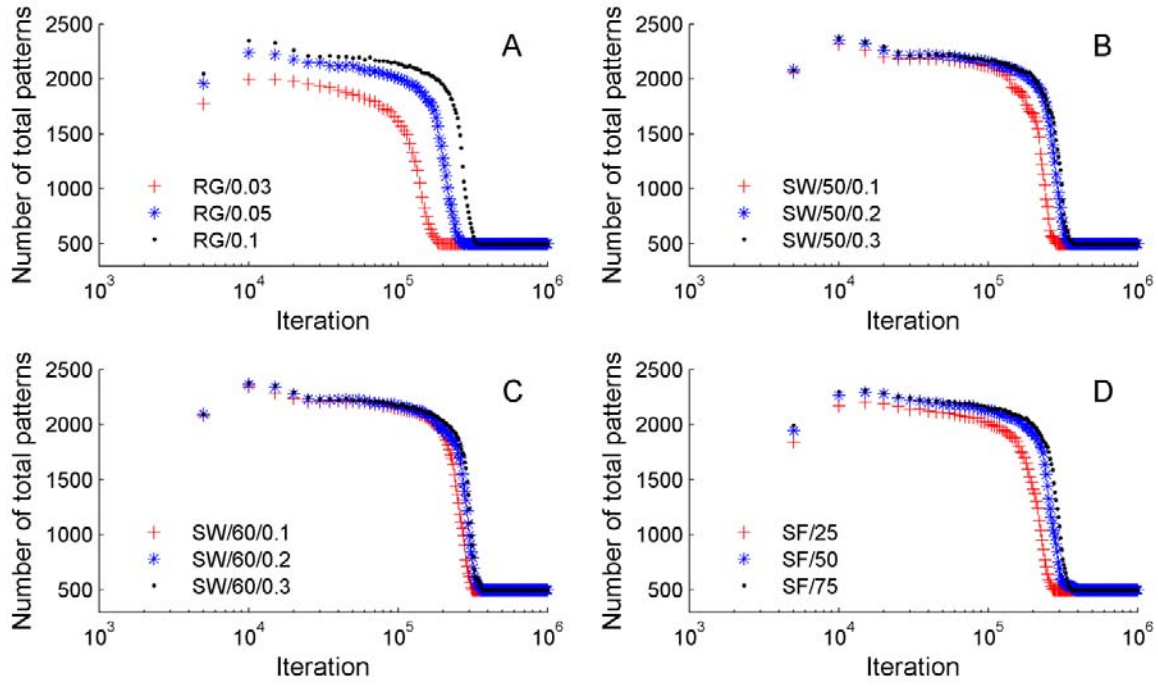 Number of total patterns
2500
2000
1500
1000
500
A
RG/0.03
RG/0.05
RG/0.1
10^3
10^4
10^5
10^6
Iteration
Number of total patterns
2500
2000
1500
1000
500
B
SW/50/0.1
SW/50/0.2
SW/50/0.3
10^3
10^4
10^5
10^6
Iteration
Number of total patterns
2500
2000
1500
1000
500
C
SW/60/0.1
SW/60/0.2
SW/60/0.3
10^3
10^4
10^5
10^6
Iteration
Number of total patterns
2500
2000
1500
1000
500
D
SF/25
SF/50
SF/75
10^3
10^4
10^5
10^6
Iteration